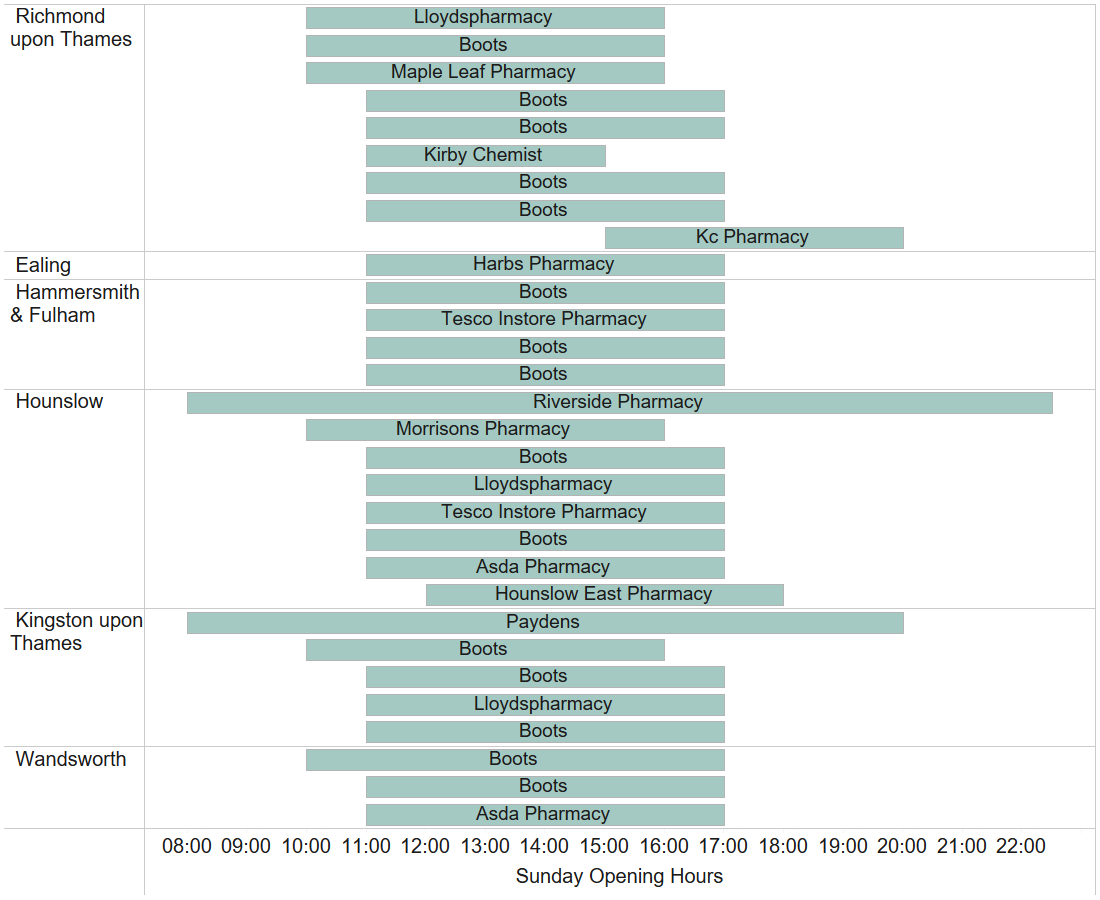 Richmond
upon Thames
Lloydspharmacy
Boots
Maple Leaf Pharmacy
Boots
Boots
Kirby Chemist
Boots
Boots
Kc Pharmacy
Ealing
Harbs Pharmacy
Hammersmith
& Fulham
Boots
Tesco Instore Pharmacy
Boots
Boots
Hounslow
Riverside Pharmacy
Morrisons Pharmacy
Boots
Lloydspharmacy
Tesco Instore Pharmacy
Boots
Asda Pharmacy
Hounslow East Pharmacy
Kingston upon
Thames
Paydens
Boots
Boots
Lloydspharmacy
Boots
Wandsworth
Boots
Boots
Asda Pharmacy
08:00 09:00 10:00 11:00 12:00 13:00 14:00 15:00 16:00 17:00 18:00 19:00 20:00 21:00 22:00
Sunday Opening Hours